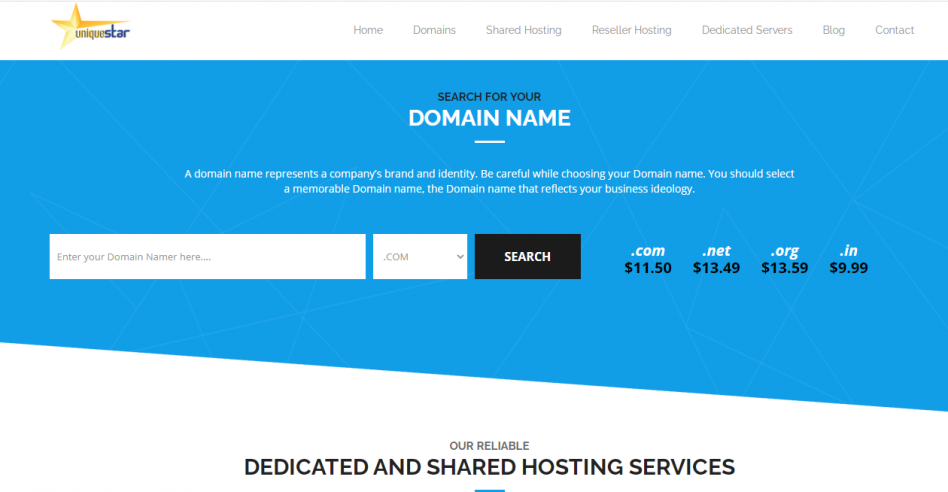 uniquestar
Home Domains Shared Hosting Reseller Hosting Dedicated Servers Blog Contact
SEARCH FOR YOUR
DOMAIN NAME
A domain name represents a company's brand and identity. Be careful while choosing your Domain name. You should select
a memorable Domain name, the Domain name that reflects your business ideology.
Enter your Domain Namer here.... .COM SEARCH
.com .net .org .in
$11.50 $13.49 $13.59 $9.99
OUR RELIABLE
DEDICATED AND SHARED HOSTING SERVICES